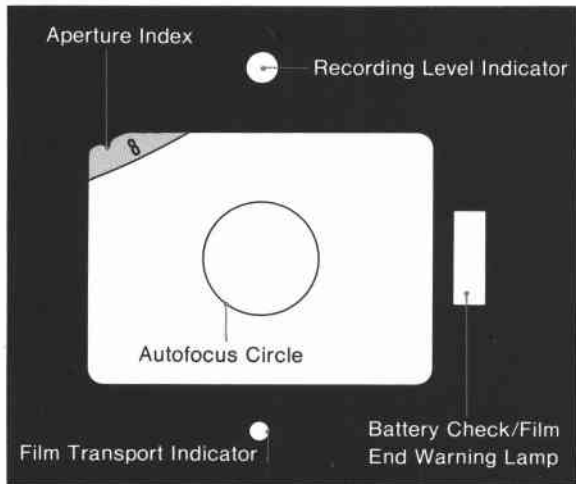 Aperture Index
Recording Level Indicator
8
Autofocus Circle
Film Transport Indicator
Battery Check/Film
End Warning Lamp